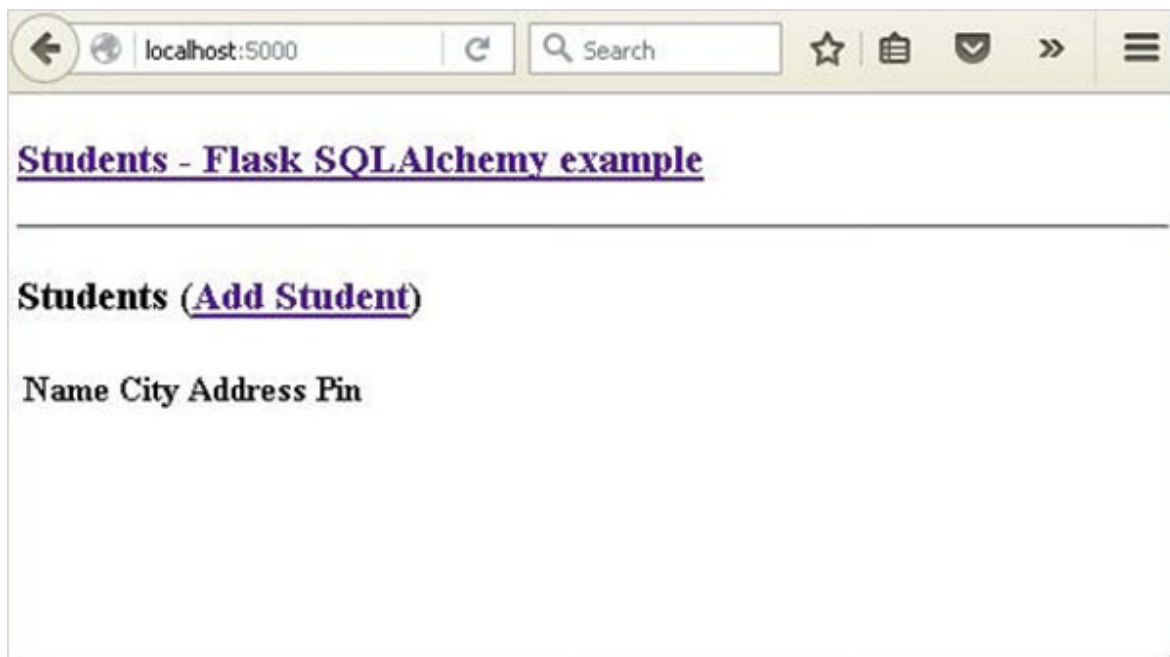 localhost:5000
Search
Students - Flask SQLAlchemy example
Students (Add Student)
Name City Address Pin